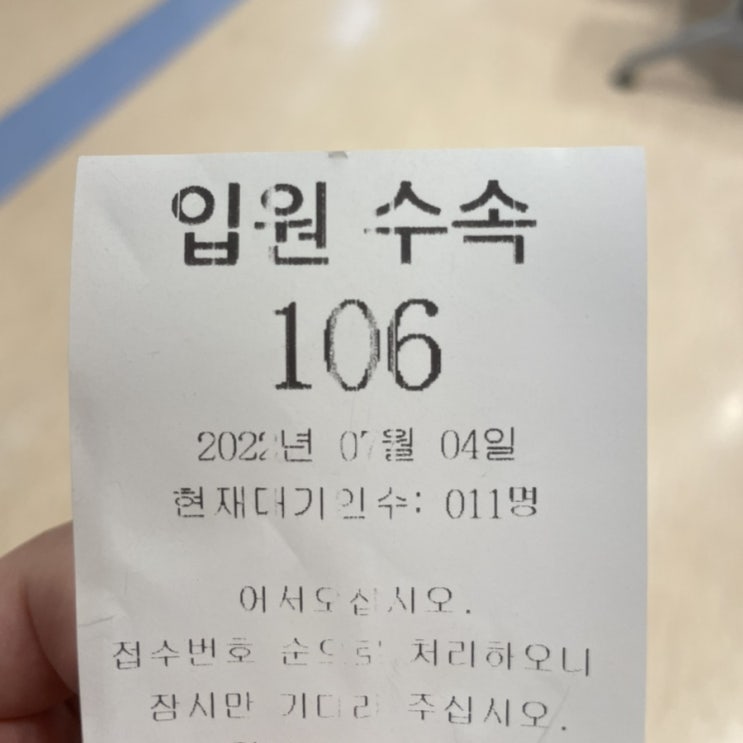 입원 수속
106
2022년 07월 04일
현재대기인수: 011명
어서오십시오.
접수번호 순으로 처리하오니
잠시만 기다려 주십시오.